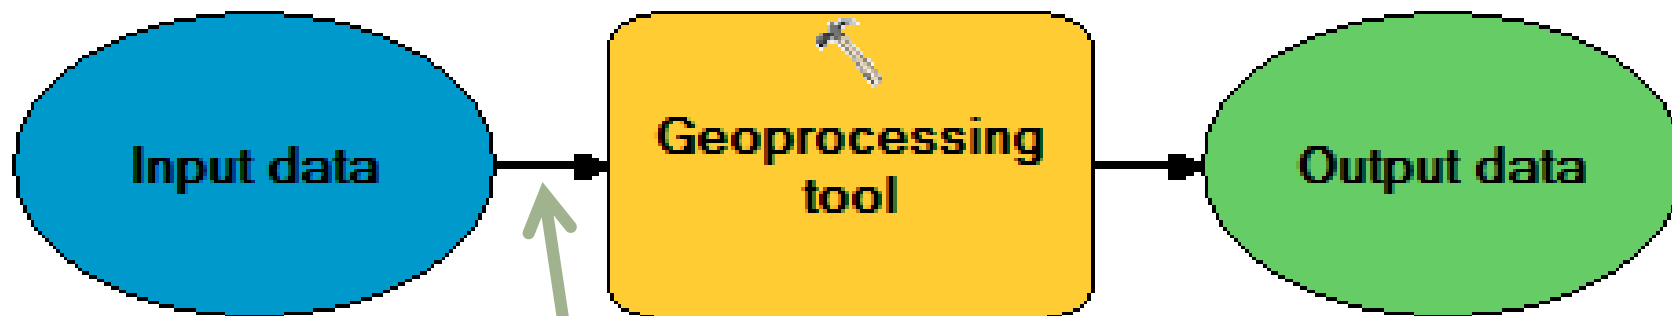 Input data
Geoprocessing
tool
Output data